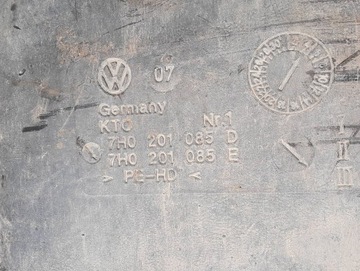 07
Germany
KTO Nr.1
7H0 201 085 D
7H0 201 085 E
> PE-HD <